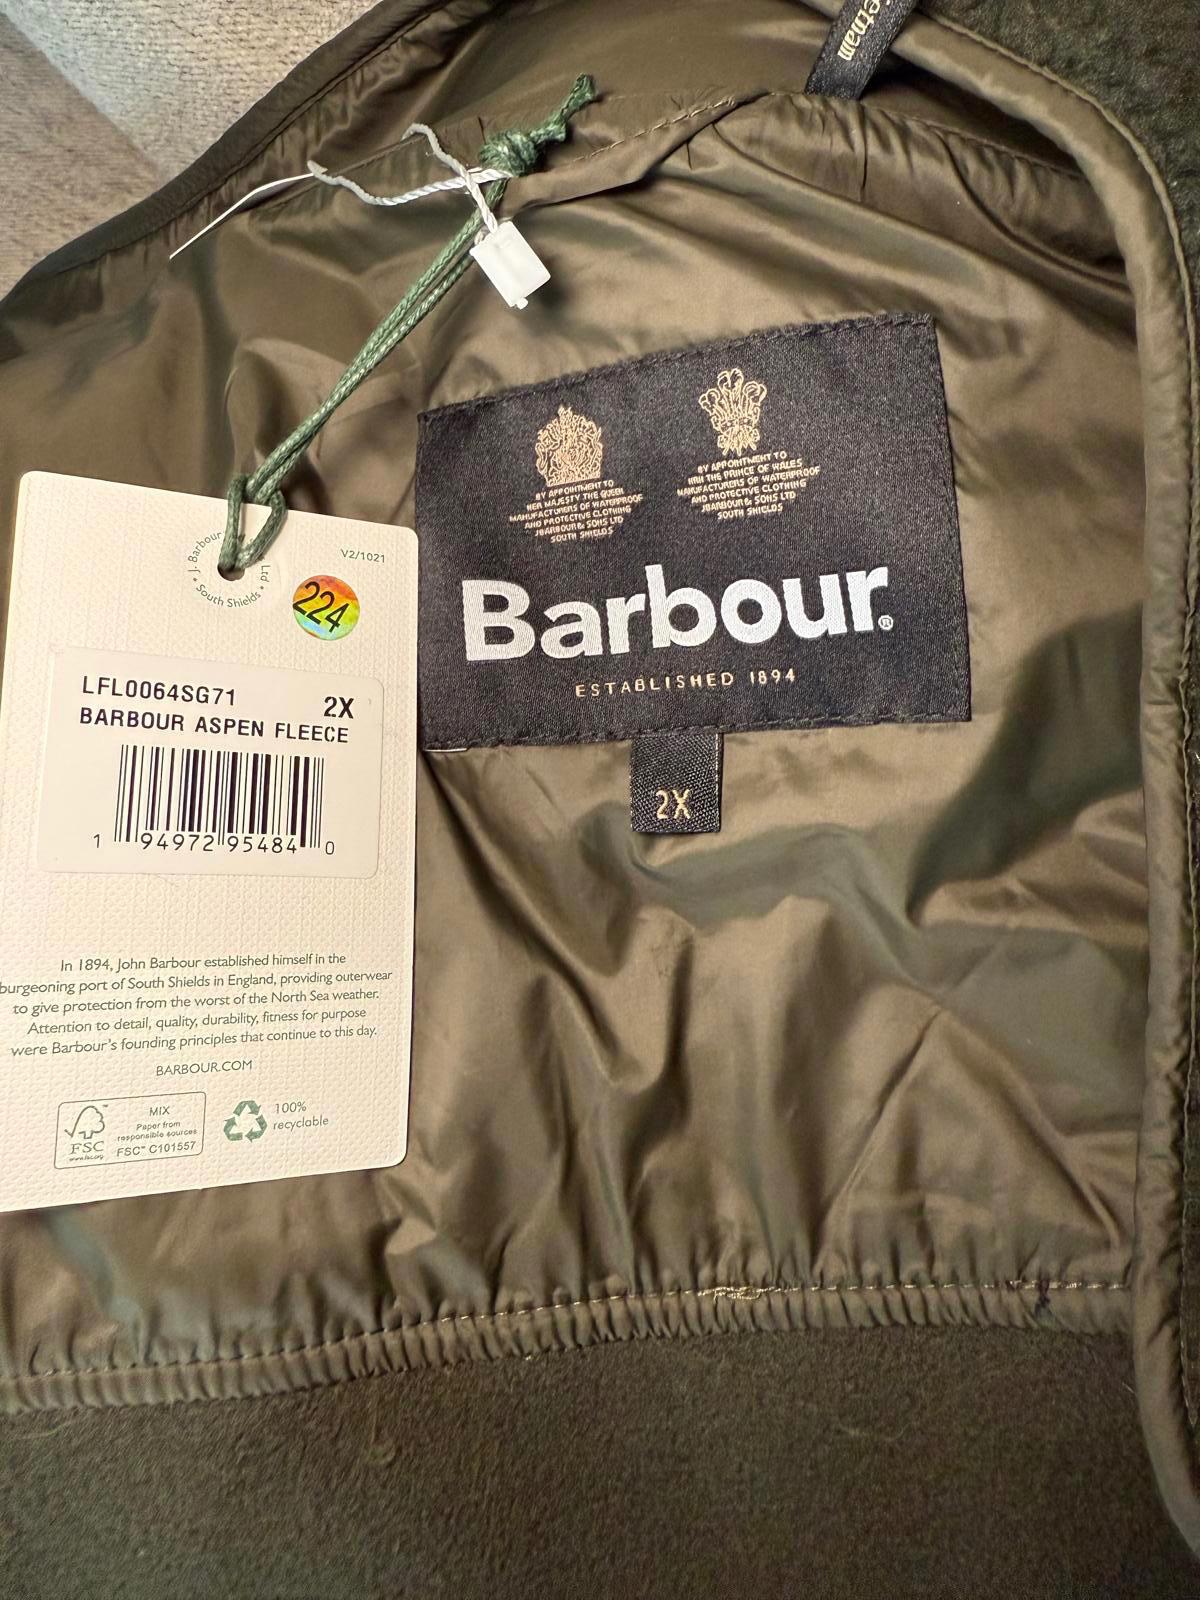 etnam
BY APPOINTMENT TO
HER MAJESTY THE QUEEN
MANUFACTURERS OF WATERPROOF
AND PROTECTIVE CLOTHING
J BARBOUR & SONS LTD
SOUTH SHIELDS
BY APPOINTMENT TO
HRH THE PRINCE OF WALES
MANUFACTURERS OF WATERPROOF
AND PROTECTIVE CLOTHING
J BARBOUR & SONS LTD
SOUTH SHIELDS
Barbour®
ESTABLISHED 1894
2X
J. Barbour
Ltd • South Shields •
V2/1021
224
LFL0064SG71 2X
BARBOUR ASPEN FLEECE
1 94972 95484 0
In 1894, John Barbour established himself in the
burgeoning port of South Shields in England, providing outerwear
to give protection from the worst of the North Sea weather.
Attention to detail, quality, durability, fitness for purpose
were Barbour's founding principles that continue to this day.
BARBOUR.COM
FSC
www.fsc.org
MIX
Paper from
responsible sources
FSC™ C101557
100%
recyclable